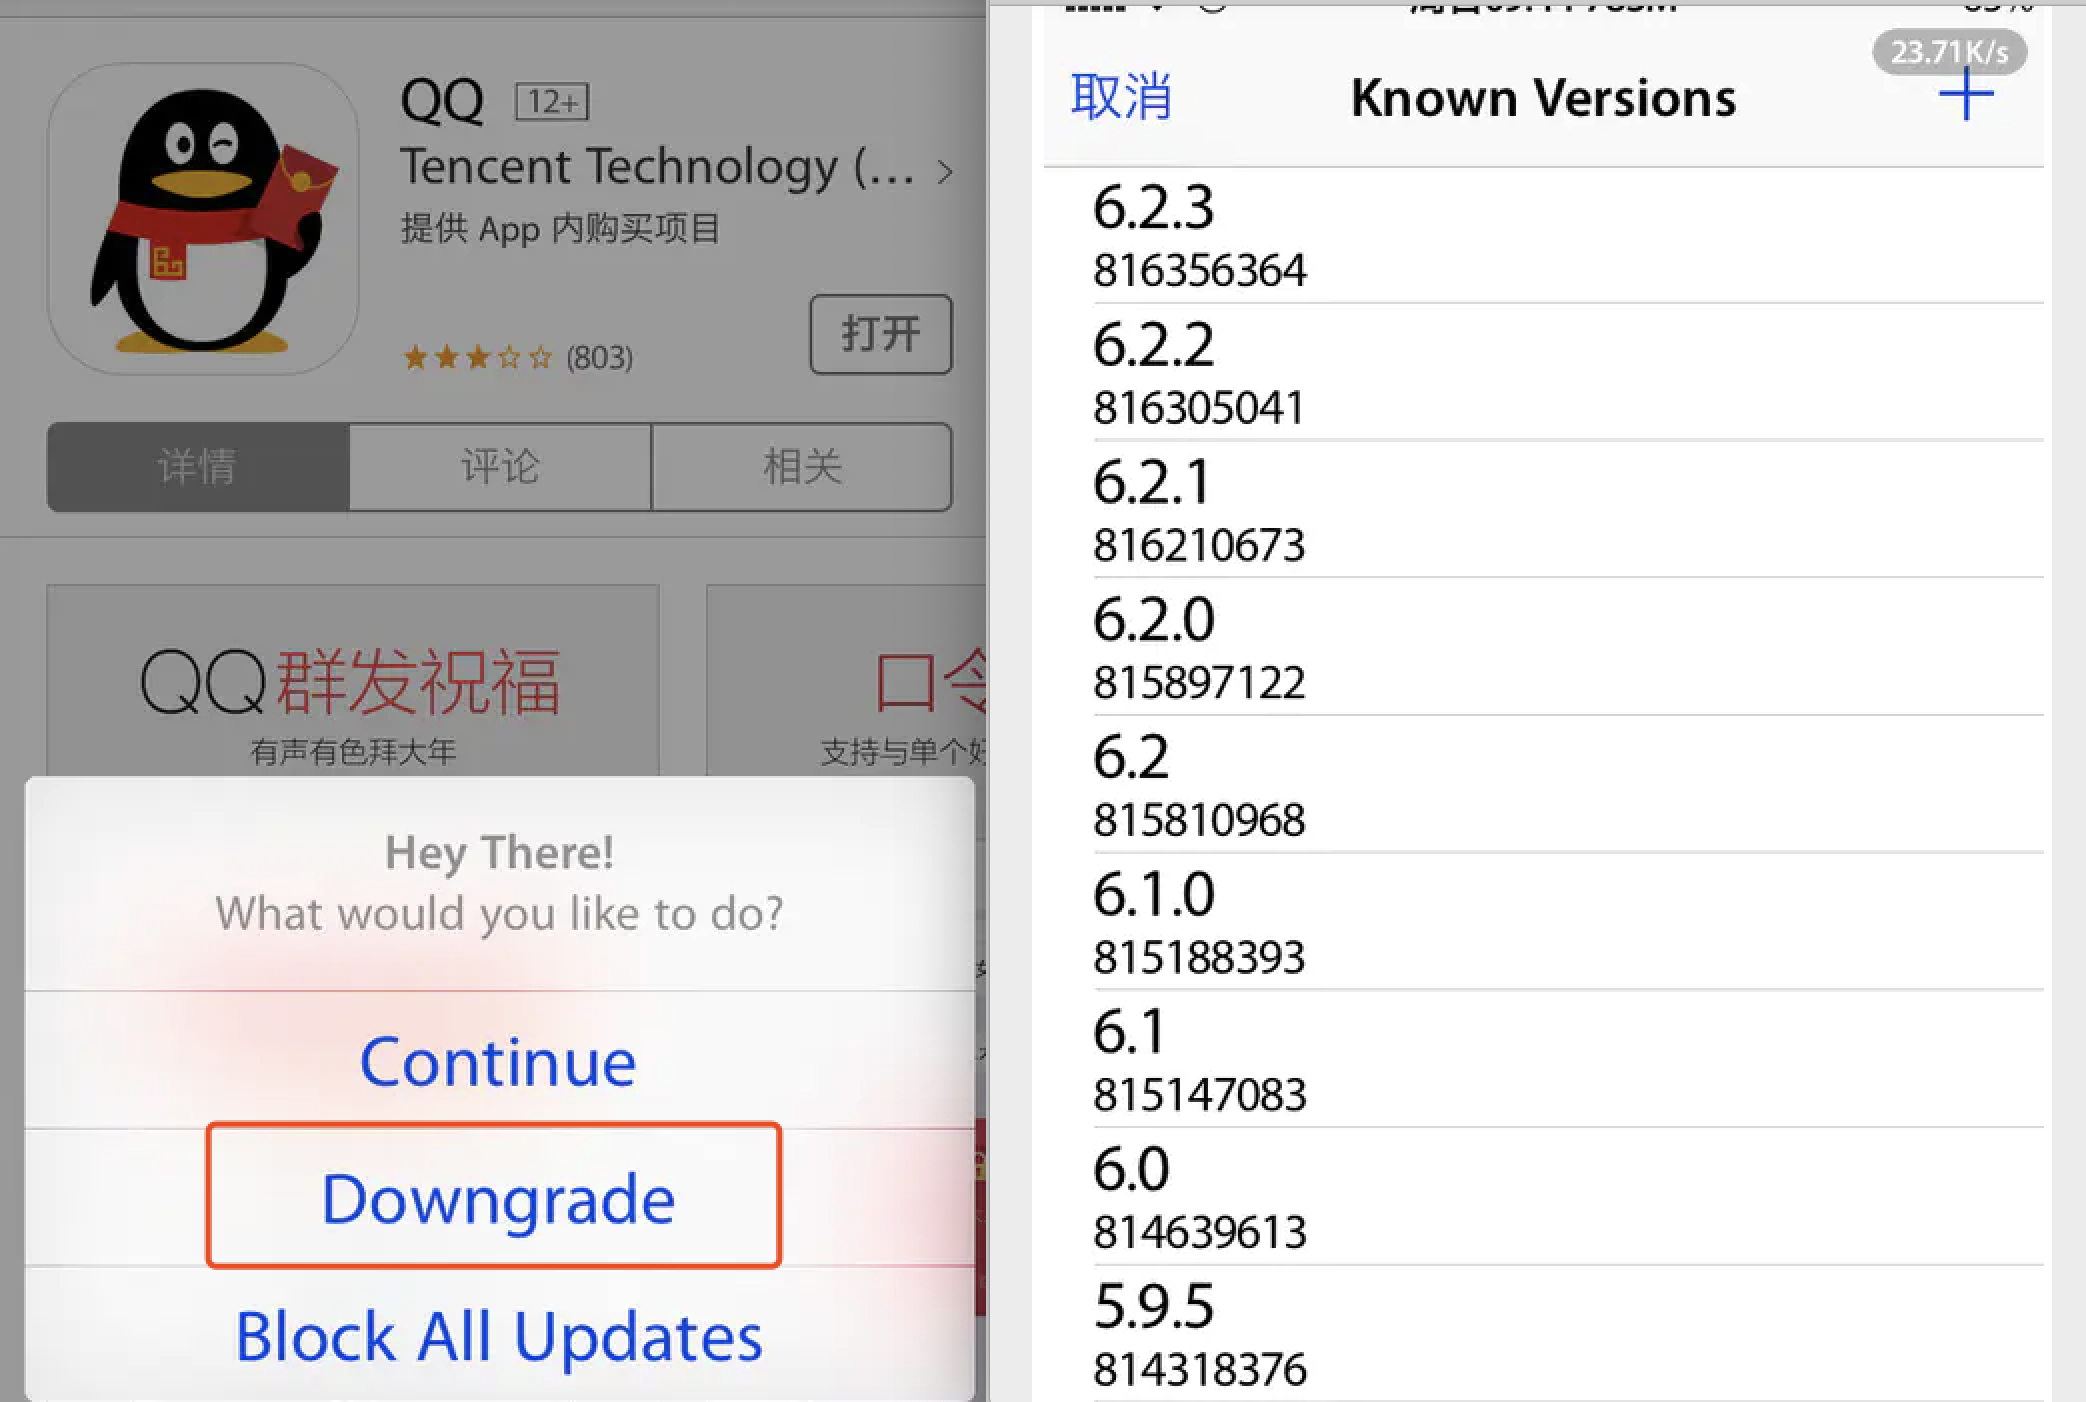 QQ 12+
Tencent Technology (...
提供 App 内购买项目
(803)
打开
详情
评论
相关
QQ群发祝福
有声有色拜大年
口令
支持与单个好
Hey There!
What would you like to do?
Continue
Downgrade
Block All Updates
23.71K/s
取消
Known Versions
6.2.3
816356364
6.2.2
816305041
6.2.1
816210673
6.2.0
815897122
6.2
815810968
6.1.0
815188393
6.1
815147083
6.0
814639613
5.9.5
814318376